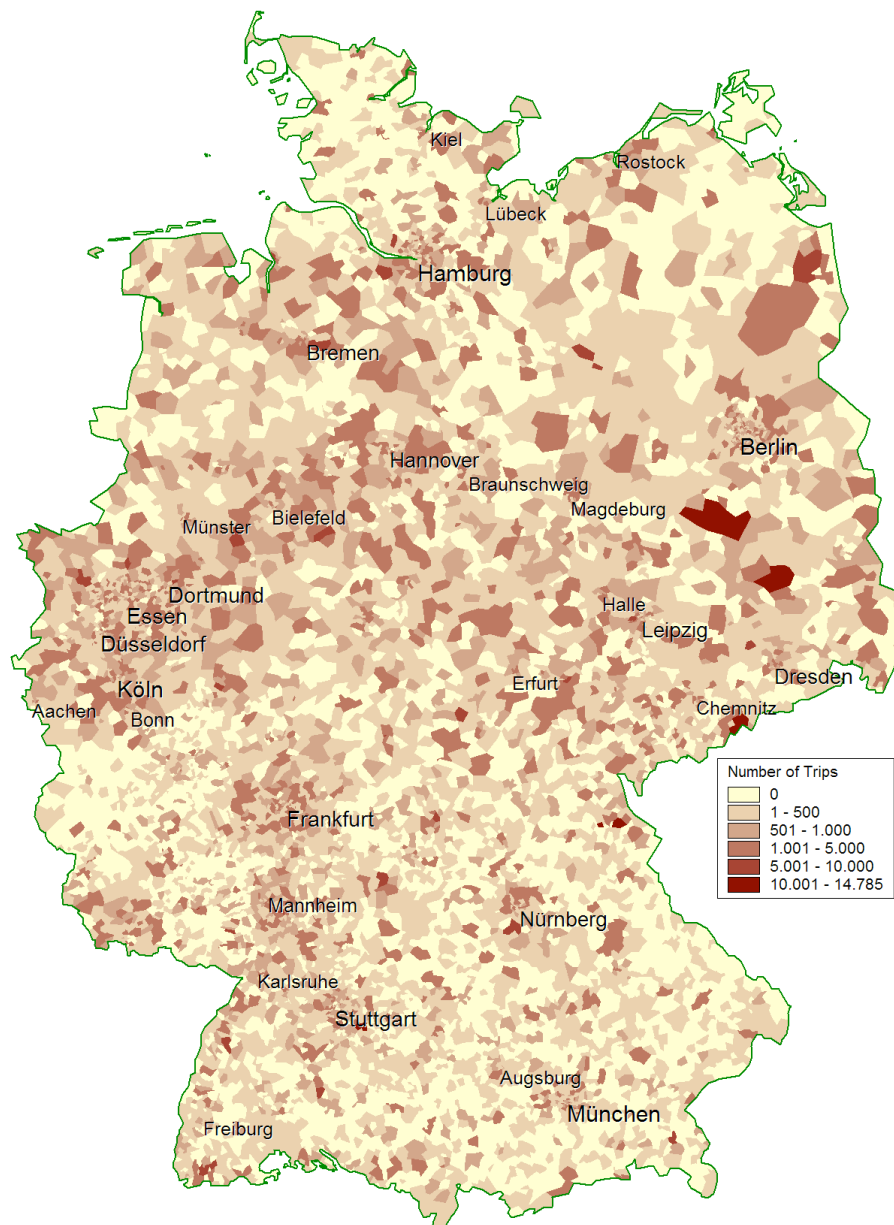 Kiel
Rostock
Lübeck
Hamburg
Bremen
Hannover
Berlin
Braunschweig
Magdeburg
Bielefeld
Münster
Dortmund
Essen
Halle
Leipzig
Düsseldorf
Köln
Erfurt
Dresden
Aachen
Bonn
Chemnitz
Number of Trips
0
1 - 500
501 - 1.000
1.001 - 5.000
5.001 - 10.000
10.001 - 14.785
Frankfurt
Mannheim
Nürnberg
Karlsruhe
Stuttgart
Augsburg
München
Freiburg